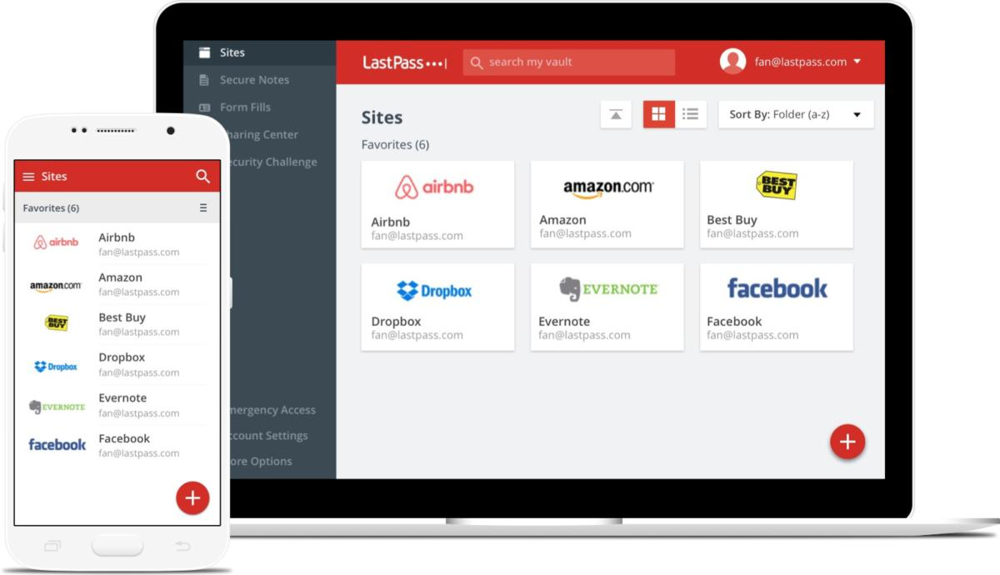 Sites
Secure Notes
Form Fills
haring Center
ecurity Challenge
mergency Access
ccount Settings
ore Options
LastPass
search my vault
fan@lastpass.com
Sites
Sort By: Folder (a-z)
Favorites (6)
airbnb
Airbnb
fan@lastpass.com
amazon.com
Amazon
fan@lastpass.com
BEST
BUY
Best Buy
fan@lastpass.com
Dropbox
Dropbox
fan@lastpass.com
EVERNOTE
Evernote
fan@lastpass.com
facebook
Facebook
fan@lastpass.com
Sites
Favorites (6)
airbnb
Airbnb
fan@lastpass.com
amazon.com
Amazon
fan@lastpass.com
BEST
BUY
Best Buy
fan@lastpass.com
Dropbox
Dropbox
fan@lastpass.com
EVERNOTE
Evernote
fan@lastpass.com
facebook
Facebook
fan@lastpass.com